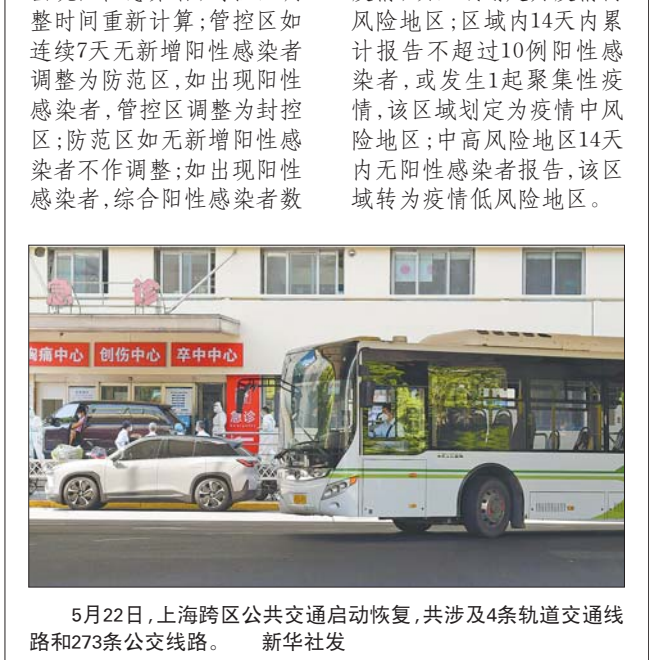 整时间重新计算;管控区如
连续7天无新增阳性感染者
调整为防范区,如出现阳性
感染者,管控区调整为封控
区;防范区如无新增阳性感
染者不作调整;如出现阳性
感染者,综合阳性感染者数
风险地区;区域内14天内累
计报告不超过10例阳性感
染者,或发生1起聚集性疫
情,该区域划定为疫情中风
险地区;中高风险地区14天
内无阳性感染者报告,该区
域转为疫情低风险地区。
急诊
胸痛中心 创伤中心 卒中中心
急诊
5月22日,上海跨区公共交通启动恢复,共涉及4条轨道交通线
路和273条公交线路。 新华社发